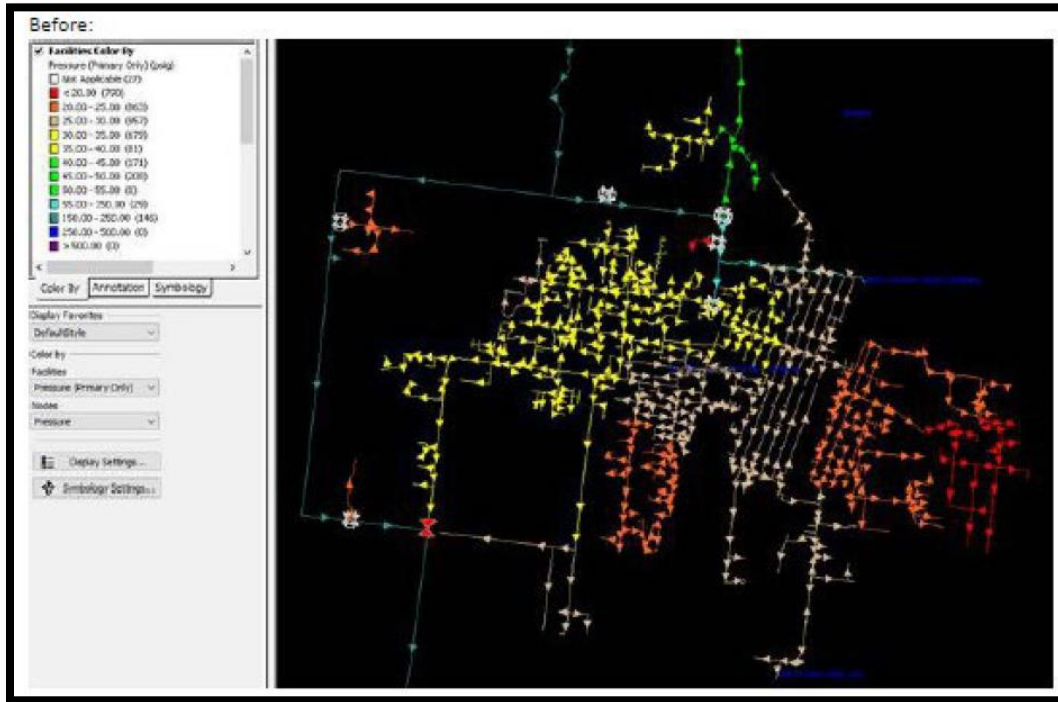 Before:
Facilities Color By
Pressure (Primary Only) (psig)
Not Applicable (27)
< 20.00 (790)
20.00 - 25.00 (863)
25.00 - 30.00 (957)
30.00 - 35.00 (679)
35.00 - 40.00 (81)
40.00 - 45.00 (171)
45.00 - 50.00 (208)
50.00 - 55.00 (0)
55.00 - 150.00 (29)
150.00 - 250.00 (146)
250.00 - 500.00 (0)
> 500.00 (0)
Color By Annotation Symbology
Display Favorites
DefaultStyle
Color by
Facilities
Pressure (Primary Only)
Nodes
Pressure
Display Settings...
Symbology Settings...